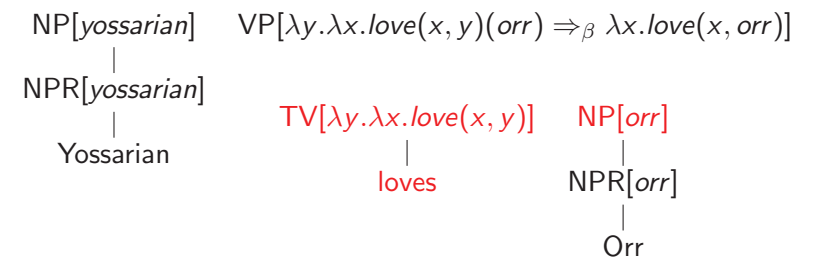 NP[yossarian] VP[λy.λx.love(x, y)(orr) ⇒β λx.love(x, orr)]
NPR[yossarian]
TV[λy.λx.love(x, y)] NP[orr]
Yossarian
loves NPR[orr]
Orr